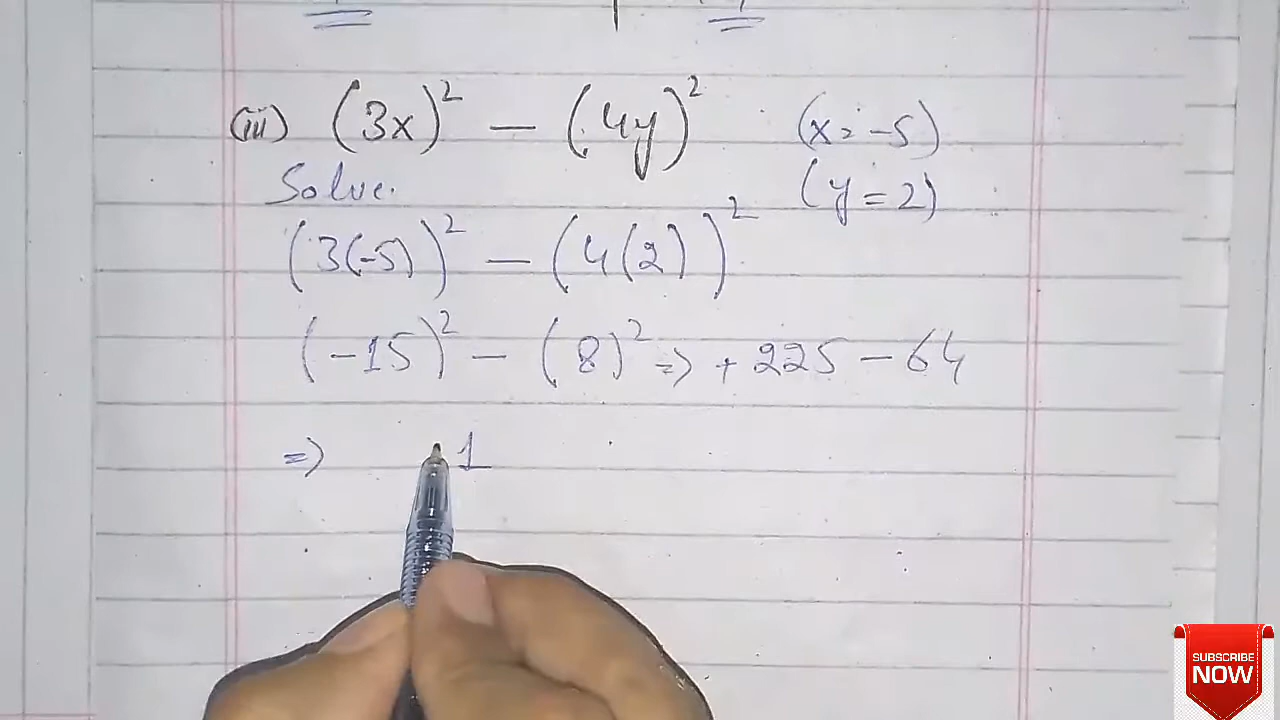 (iii) (3x)² — (4y)² (x = -5)
Solve. (y = 2)
(3(-5))² — (4(2))²
(-15)² - (8)² => + 225 - 64
=> 1
SUBSCRIBE
NOW